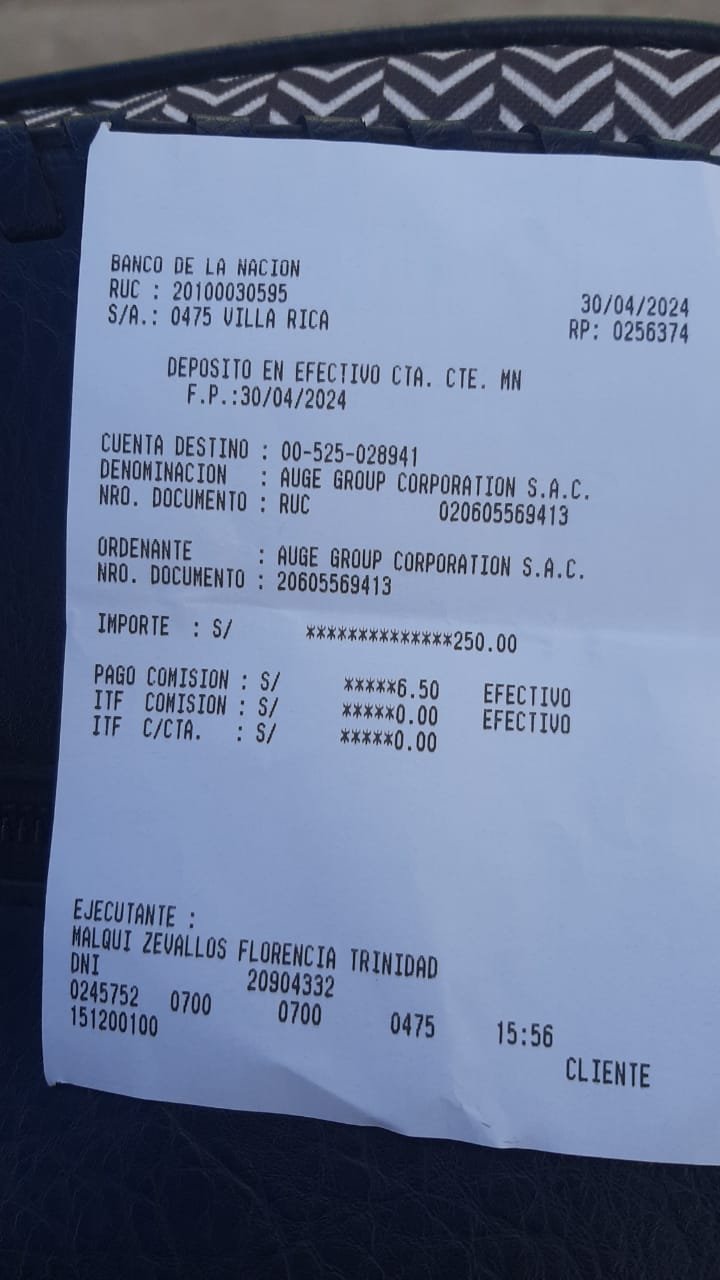 BANCO DE LA NACION
RUC : 20100030595 30/04/2024
S/A.: 0475 VILLA RICA RP: 0256374
DEPOSITO EN EFECTIVO CTA. CTE. MN
F.P.:30/04/2024
CUENTA DESTINO : 00-525-028941
DENOMINACION : AUGE GROUP CORPORATION S.A.C.
NRO. DOCUMENTO : RUC 020605569413
ORDENANTE : AUGE GROUP CORPORATION S.A.C.
NRO. DOCUMENTO : 20605569413
IMPORTE : S/ **************250.00
PAGO COMISION : S/ *****6.50 EFECTIVO
ITF COMISION : S/ *****0.00 EFECTIVO
ITF C/CTA. : S/ *****0.00
EJECUTANTE :
MALQUI ZEVALLOS FLORENCIA TRINIDAD
DNI 20904332
0245752 0700 0700 0475 15:56
151200100
CLIENTE